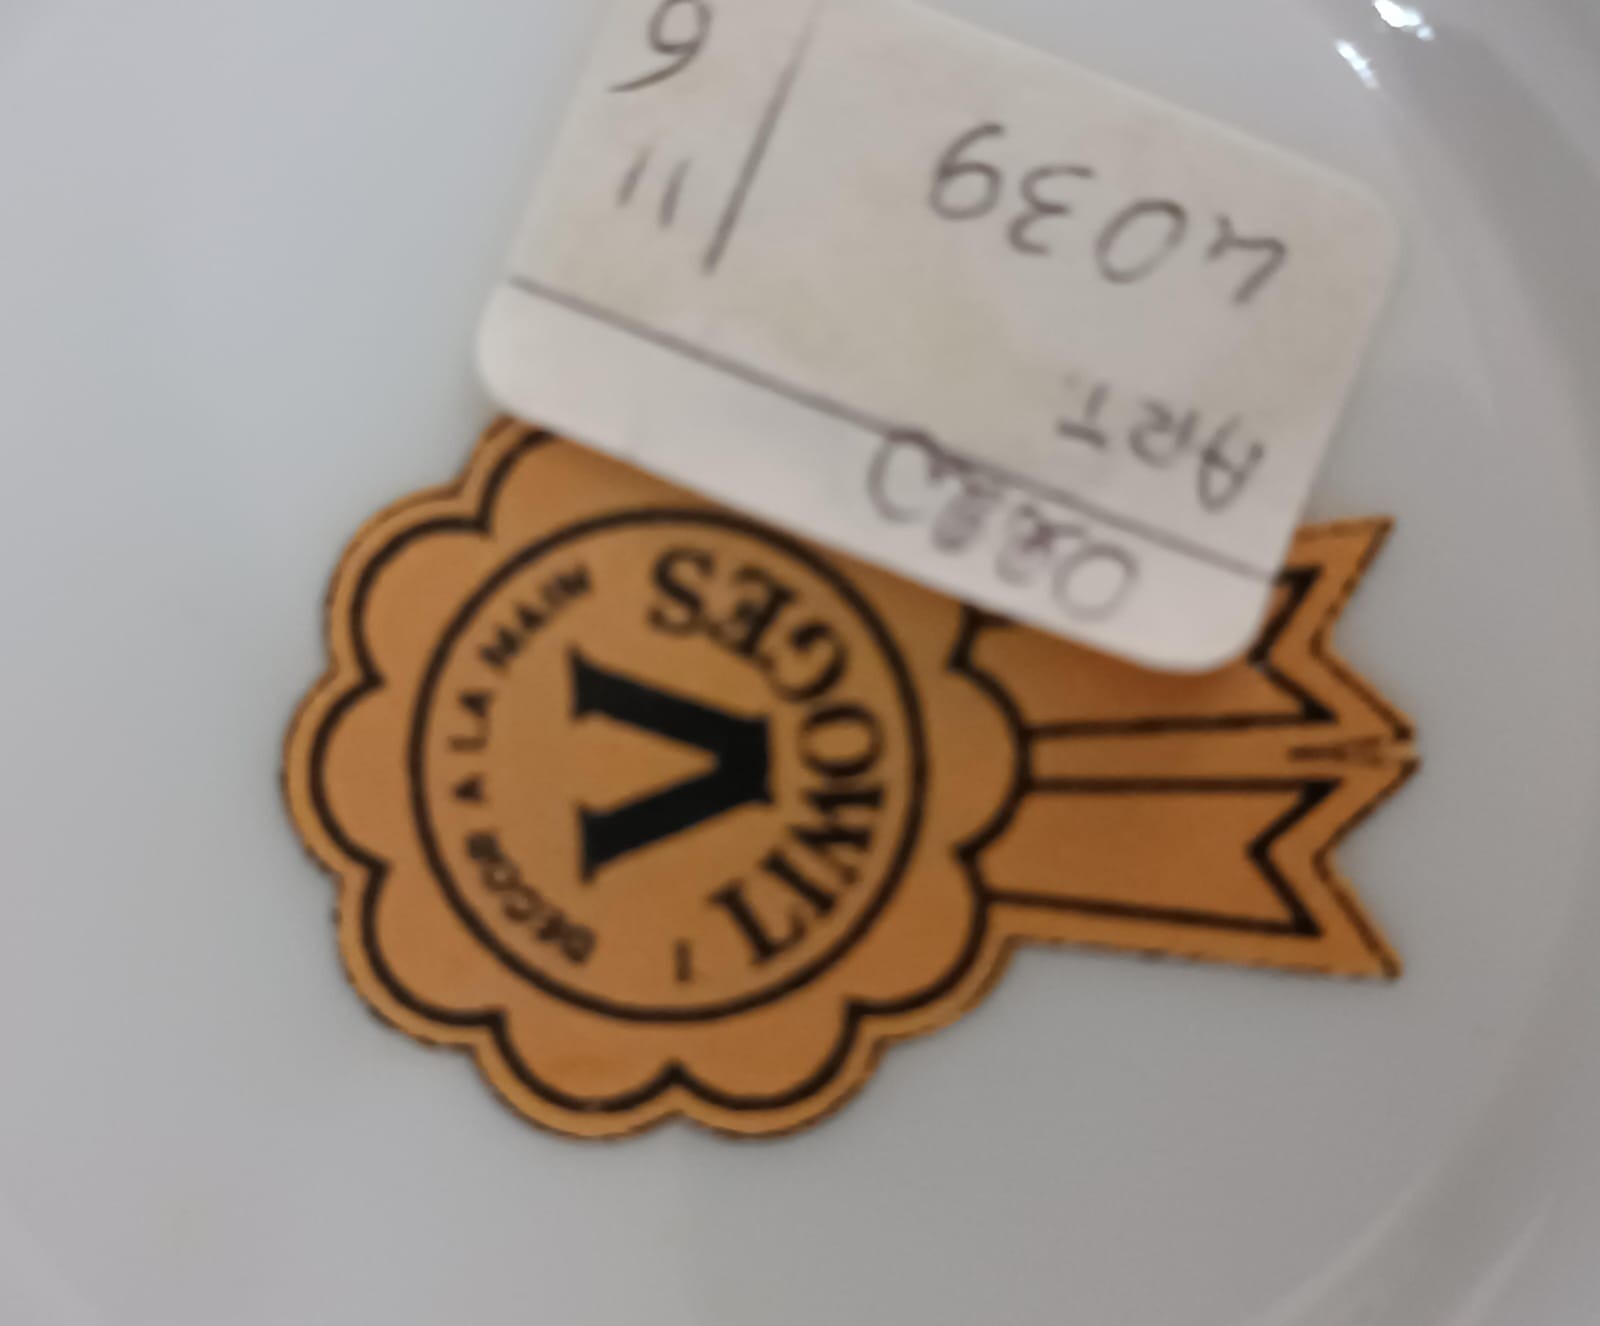 ART.
4039
11
6
LIMOGES
V
DÉCOR A LA MAIN